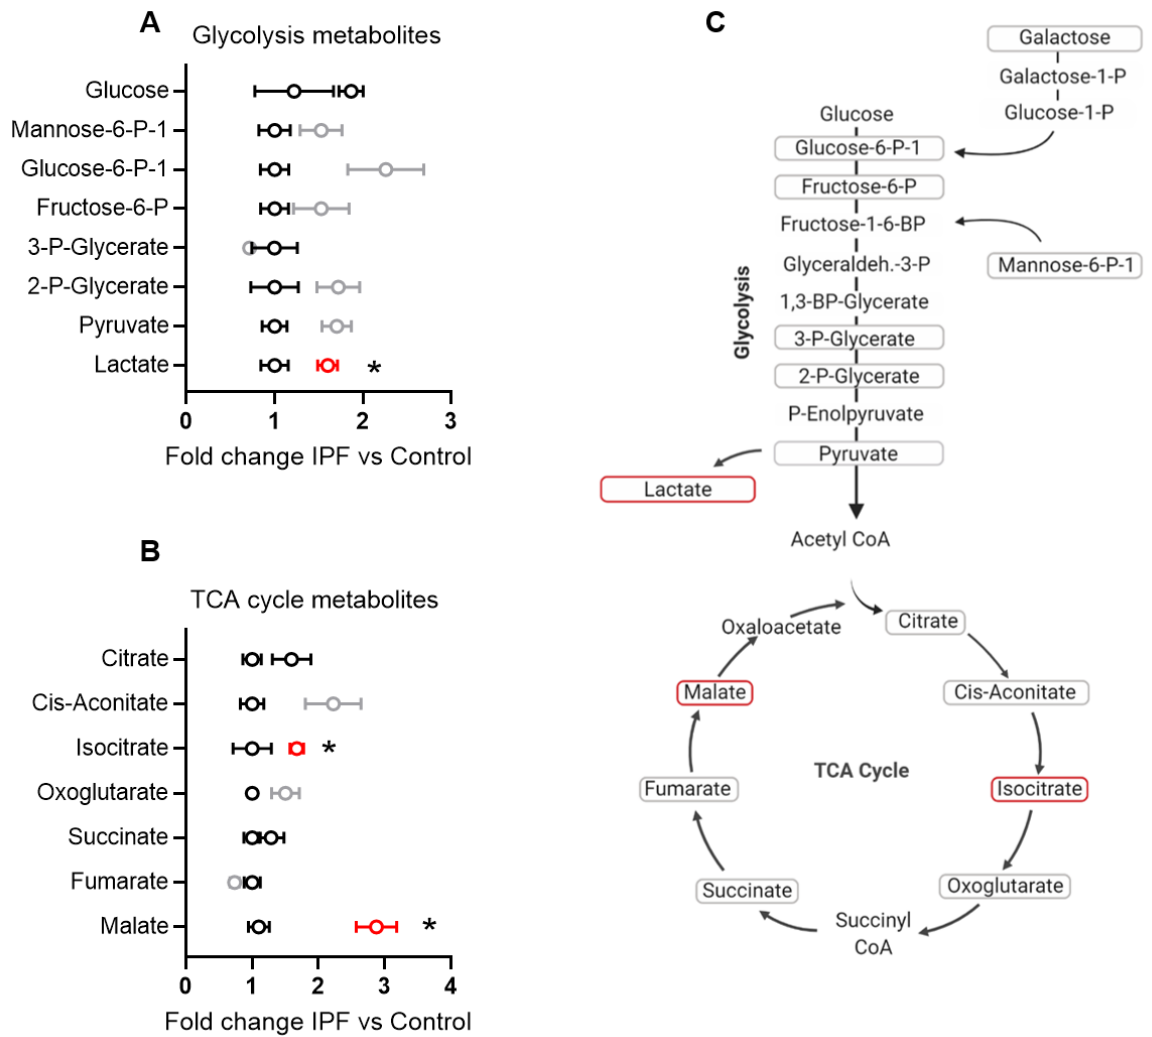 A
Glycolysis metabolites
Glucose
Mannose-6-P-1
Glucose-6-P-1
Fructose-6-P
3-P-Glycerate
2-P-Glycerate
Pyruvate
Lactate
*
0 1 2 3
Fold change IPF vs Control
B
TCA cycle metabolites
Citrate
Cis-Aconitate
Isocitrate
*
Oxoglutarate
Succinate
Fumarate
Malate
*
0 1 2 3 4
Fold change IPF vs Control
C
Galactose
Galactose-1-P
Glucose-1-P
Glucose
Glucose-6-P-1
Fructose-6-P
Fructose-1-6-BP
Mannose-6-P-1
Glyceraldeh.-3-P
1,3-BP-Glycerate
3-P-Glycerate
2-P-Glycerate
P-Enolpyruvate
Pyruvate
Glycolysis
Lactate
Acetyl CoA
Oxaloacetate
Citrate
Malate
Cis-Aconitate
TCA Cycle
Fumarate
Isocitrate
Succinate
Oxoglutarate
Succinyl
CoA